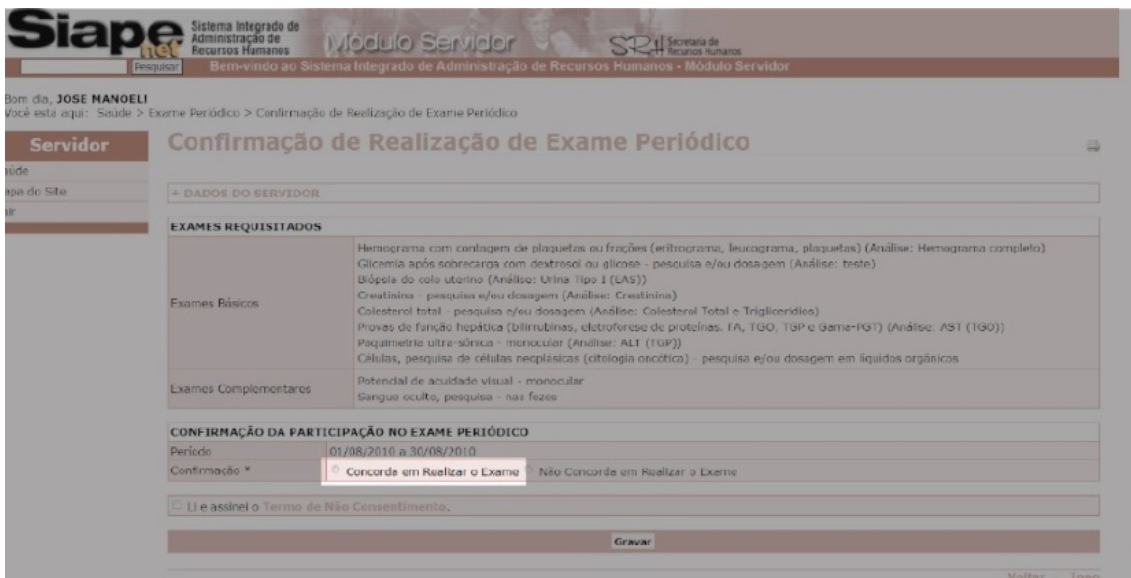 Siape net
Sistema Integrado de
Administração de
Recursos Humanos
Módulo Servidor
SRH Secretaria de
Recursos Humanos
Pesquisar
Bem-vindo ao Sistema Integrado de Administração de Recursos Humanos - Módulo Servidor
Bom dia, JOSE MANOELI
Você está aqui: Saúde > Exame Periódico > Confirmação de Realização de Exame Periódico
Servidor
Confirmação de Realização de Exame Periódico
aúde
apa do Site
air
+ DADOS DO SERVIDOR
EXAMES REQUISITADOS
Exames Básicos
Hemograma com contagem de plaquetas ou frações (eritrograma, leucograma, plaquetas) (Análise: Hemograma completo)
Glicemia após sobrecarga com dextrosol ou glicose - pesquisa e/ou dosagem (Análise: teste)
Biópsia do colo uterino (Análise: Urina Tipo I (EAS))
Creatinina - pesquisa e/ou dosagem (Análise: Creatinina)
Colesterol total - pesquisa e/ou dosagem (Análise: Colesterol Total e Triglicerídios)
Provas de função hepática (bilirrubinas, eletroforese de proteínas. FA, TGO, TGP e Gama-PGT) (Análise: AST (TGO))
Paquimetria ultra-sônica - monocular (Análise: ALT (TGP))
Células, pesquisa de células neoplásicas (citologia oncótica) - pesquisa e/ou dosagem em líquidos orgânicos
Exames Complementares
Potencial de acuidade visual - monocular
Sangue oculto, pesquisa - nas fezes
CONFIRMAÇÃO DA PARTICIPAÇÃO NO EXAME PERIÓDICO
Período 01/08/2010 a 30/08/2010
Confirmação * Concorda em Realizar o Exame Não Concorda em Realizar o Exame
Li e assinei o Termo de Não Consentimento.
Gravar
Voltar Topo